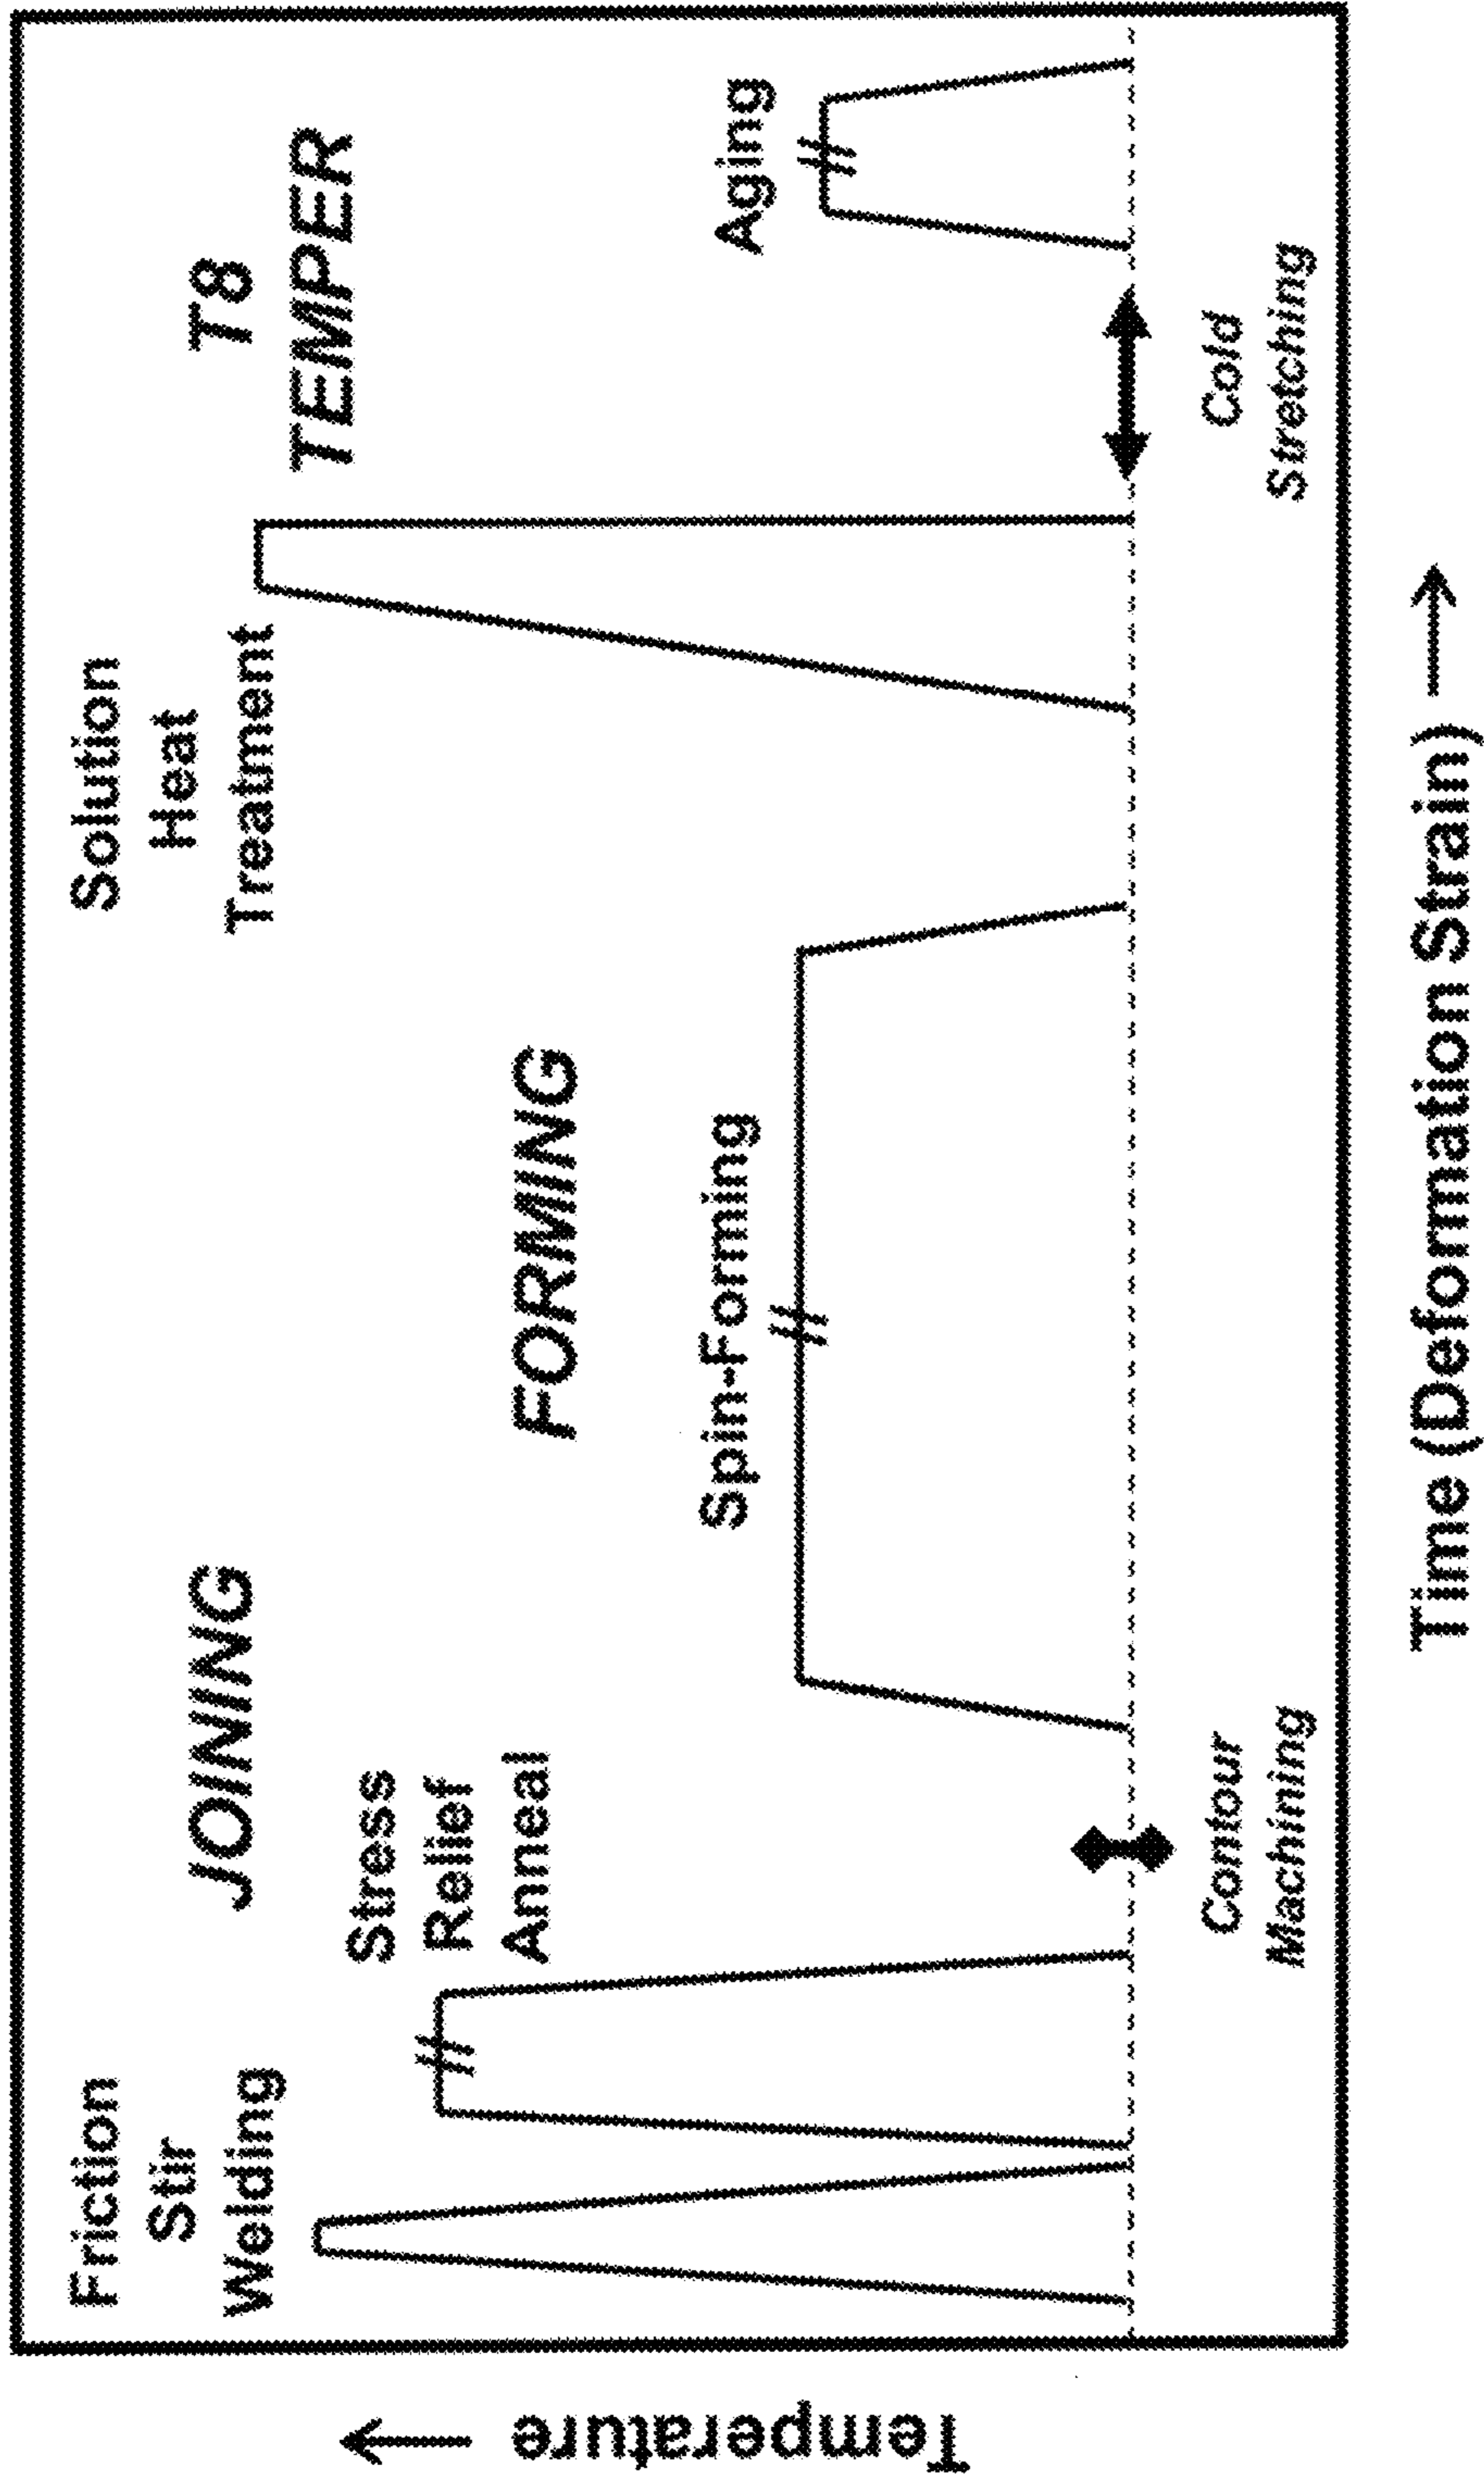 Friction
Stir
Welding
JOINING
Stress
Relief
Anneal
FORMING
Spin-Forming
Solution
Heat
Treatment
T8
TEMPER
Aging
Contour
Machining
Cold
Stretching
Temperature
Time (Deformation Strain)